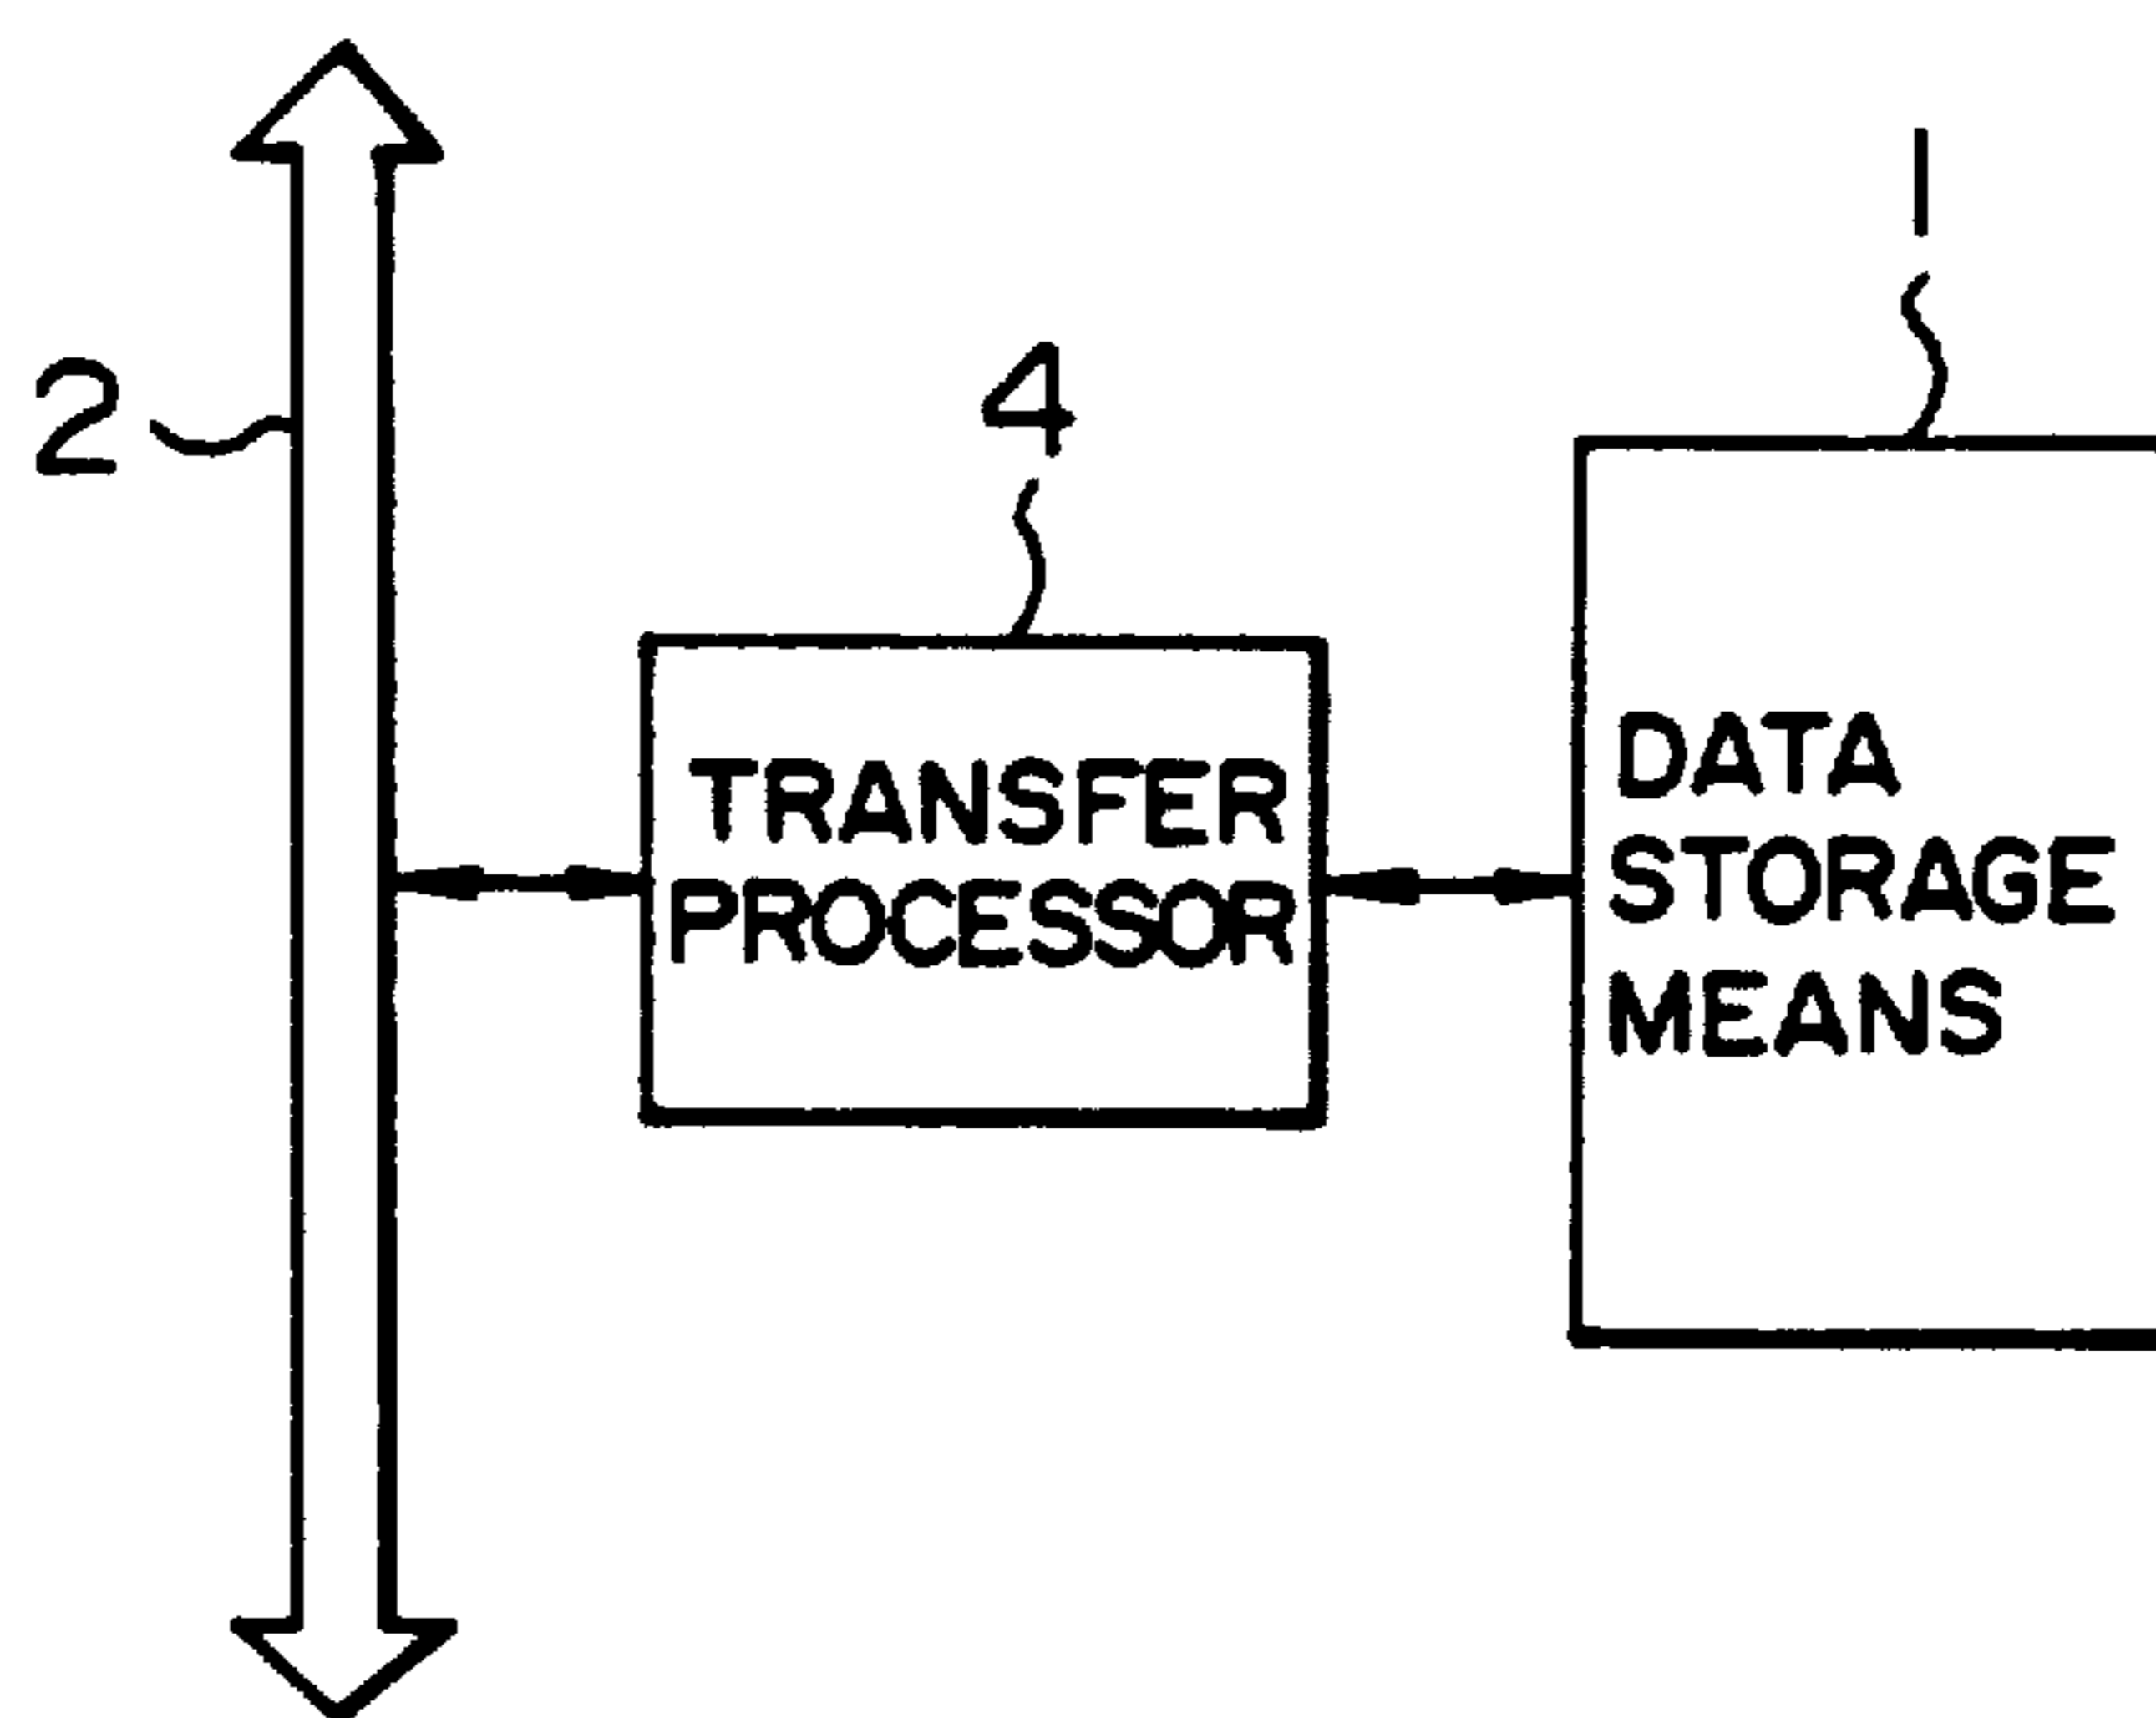 1
2
4
TRANSFER
PROCESSOR
DATA
STORAGE
MEANS